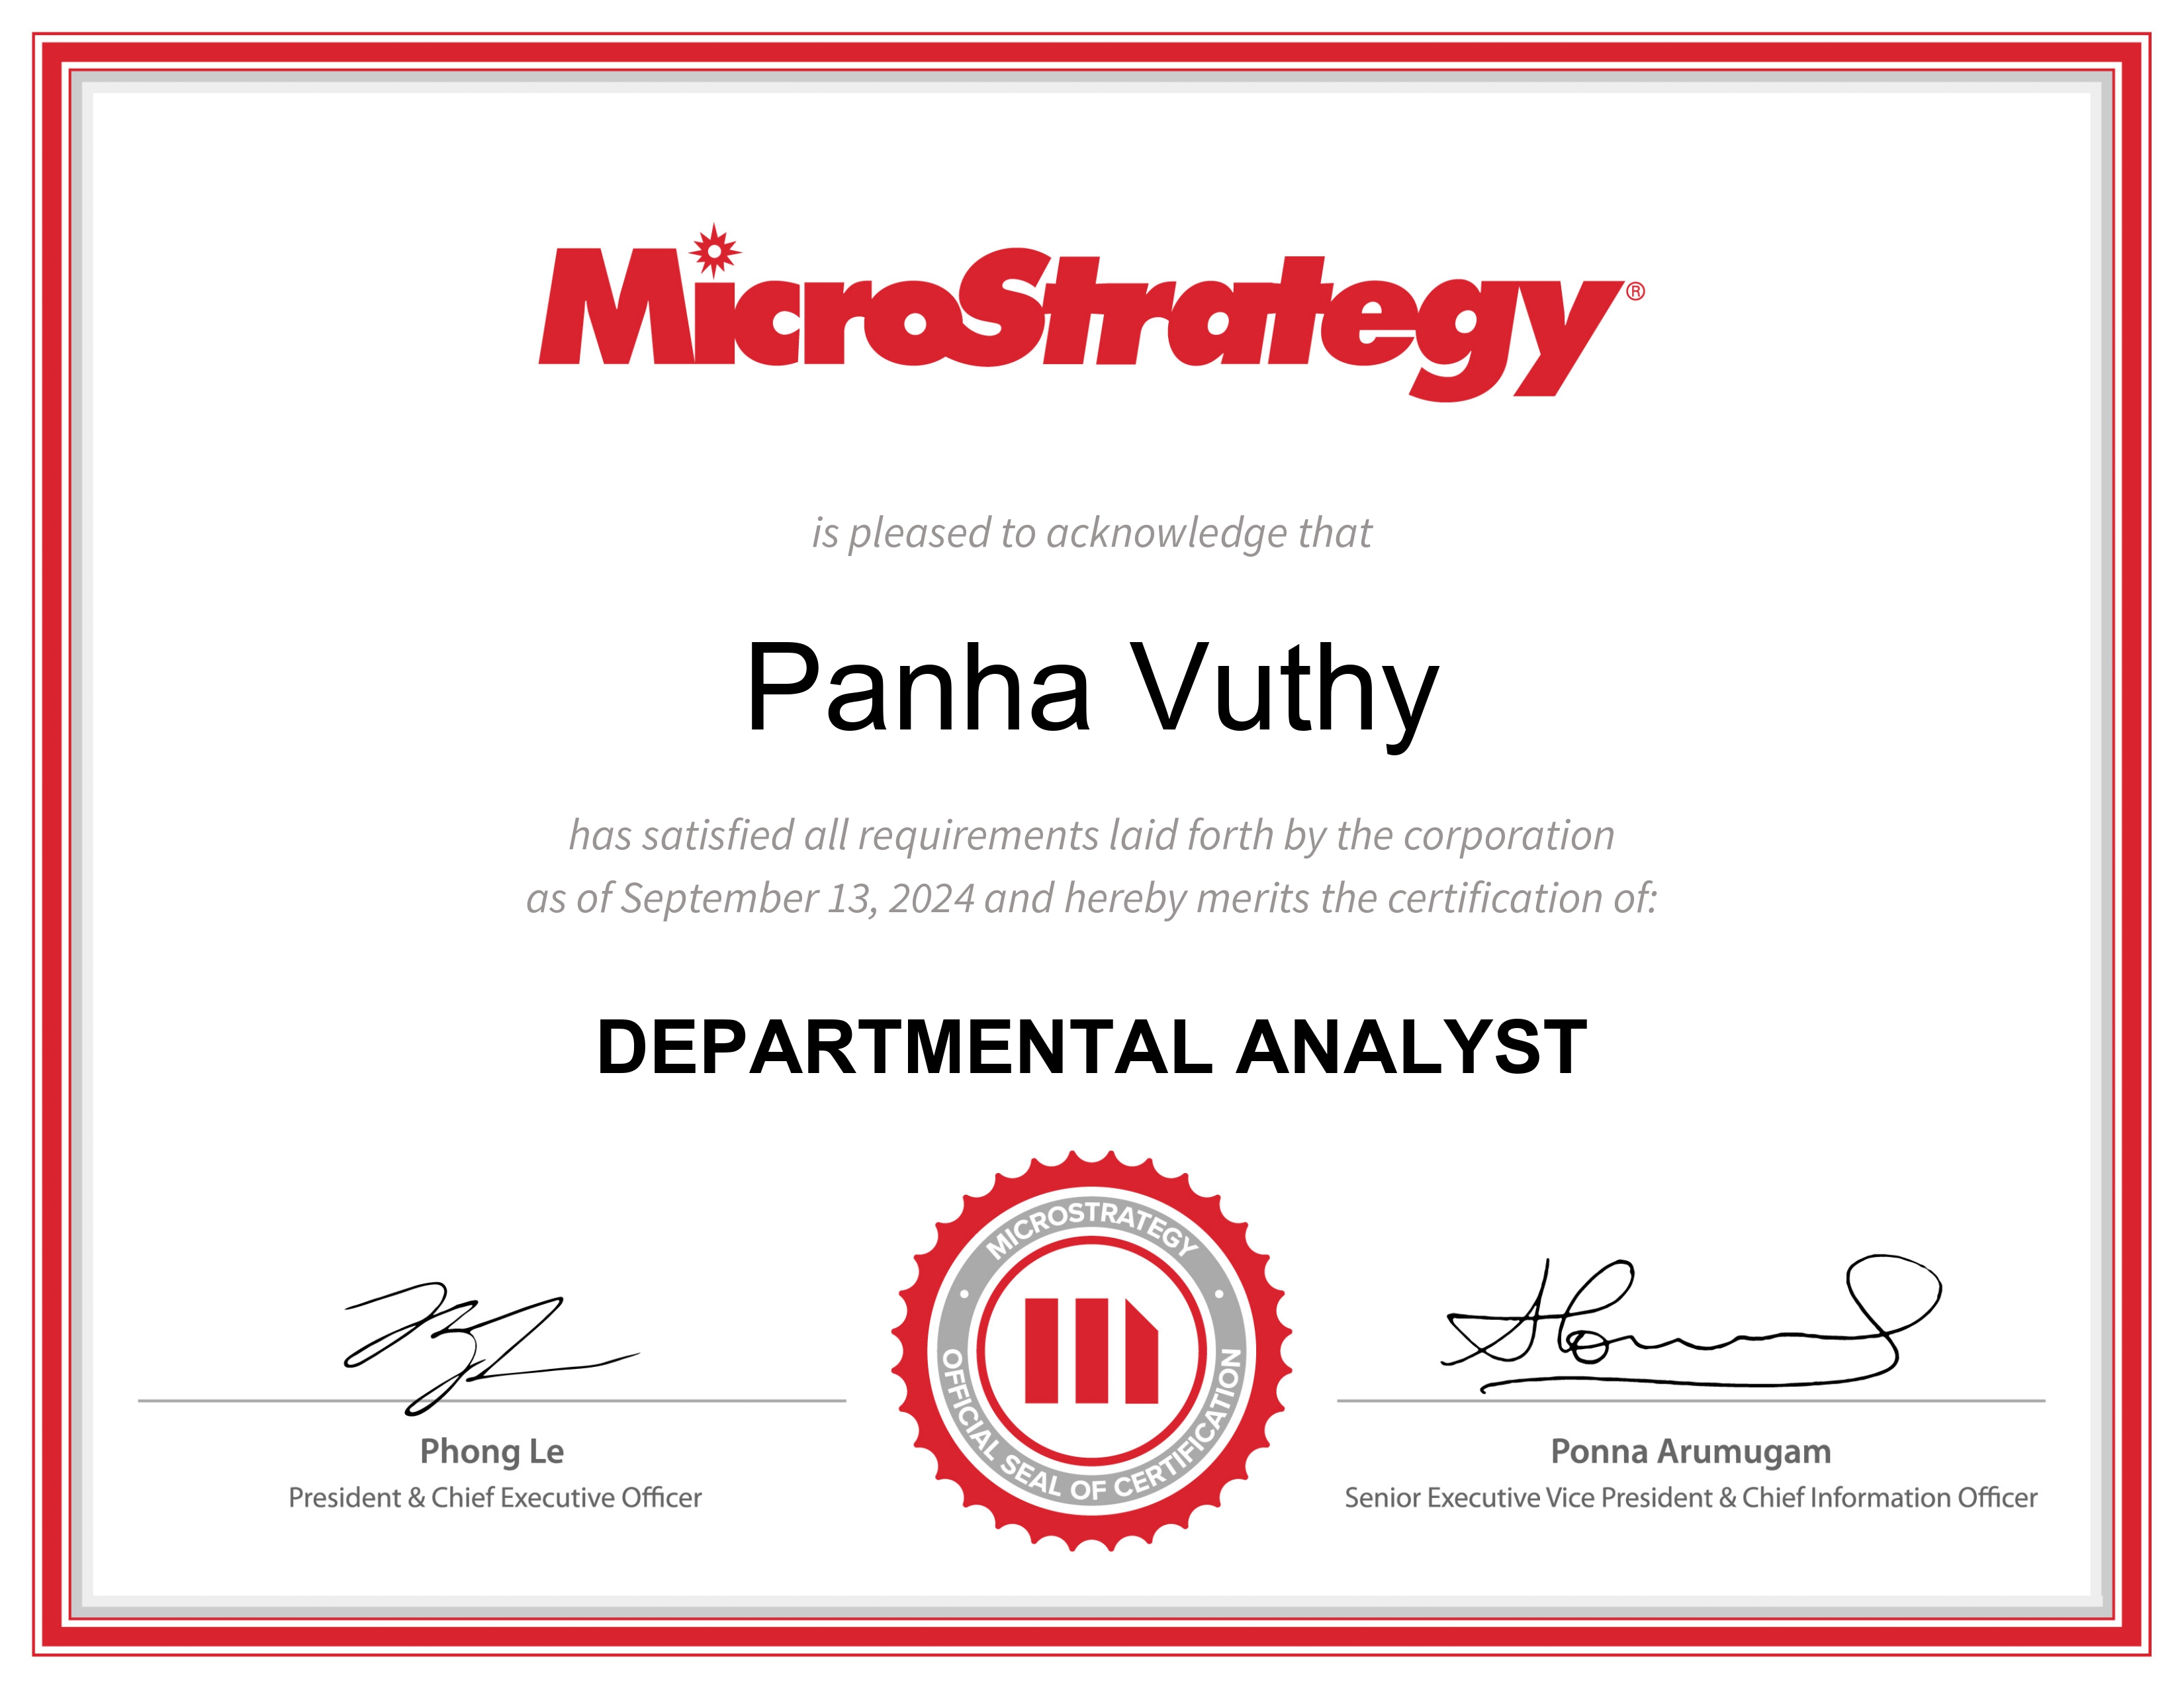 MicroStrategy®
is pleased to acknowledge that
Panha Vuthy
has satisfied all requirements laid forth by the corporation
as of September 13, 2024 and hereby merits the certification of:
DEPARTMENTAL ANALYST
MICROSTRATEGY
OFFICIAL SEAL OF CERTIFICATION
Phong Le
President & Chief Executive Officer
Ponna Arumugam
Senior Executive Vice President & Chief Information Officer